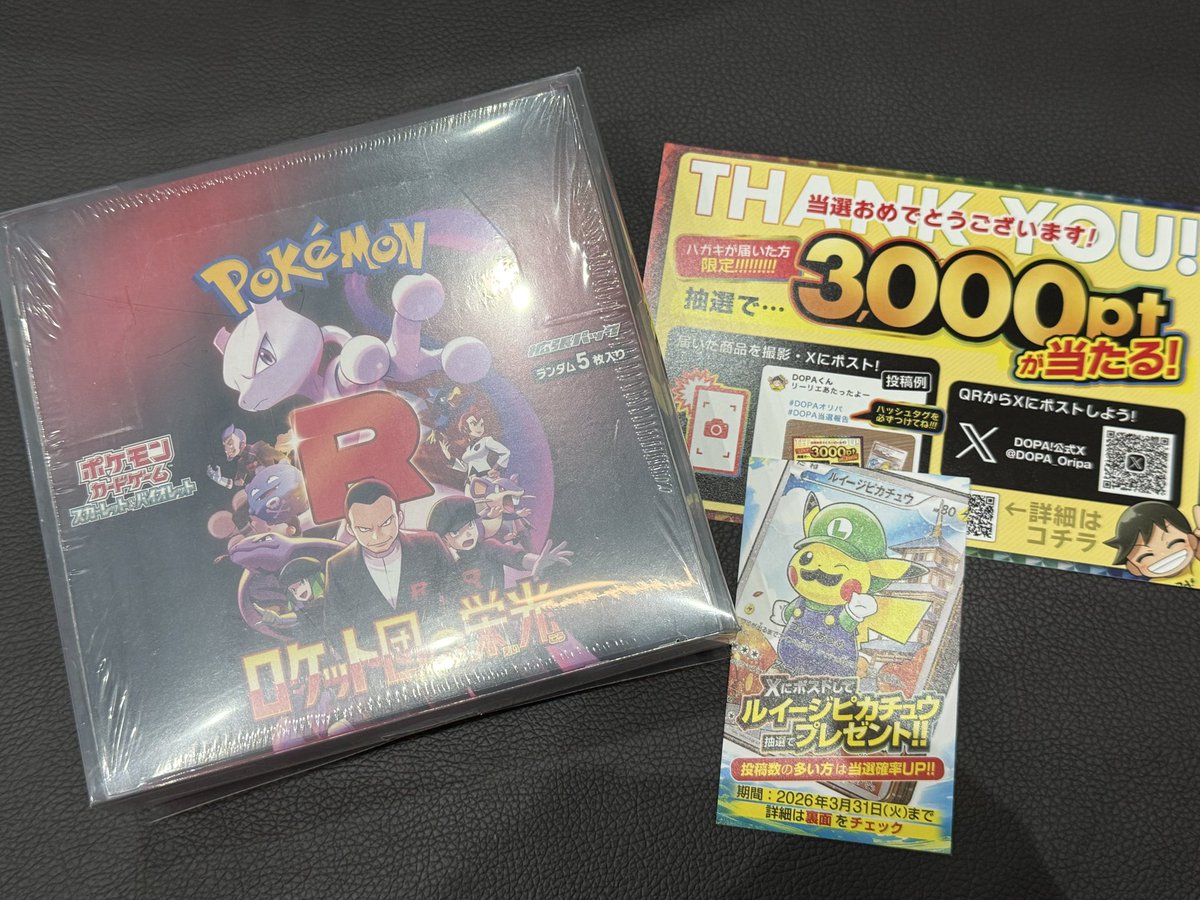 POKéMON
拡張パック
ランダム5枚入り
R
ポケモン
カードゲーム
スカーレット&バイオレット
ロケット団の栄光
THANK YOU!
当選おめでとうございます!
ハガキが届いた方
限定!!!!!!!!!
抽選で…
3,000pt
が当たる!
届いた商品を撮影・Xにポスト!
投稿例
DOPAくん
リーリエあたったよー
#DOPAオリパ
#DOPA当選報告
ハッシュタグを
必ずつけてね!!!
3000pt
QRからXにポストしよう!
X
DOPA!公式X
@DOPA_Oripa
←詳細は
コチラ
ルイージピカチュウ
HP80
L
Xにポストして
ルイージピカチュウ
抽選でプレゼント!!
投稿数の多い方は当選確率UP!!
期間:2026年3月31日(火)まで
詳細は裏面をチェック